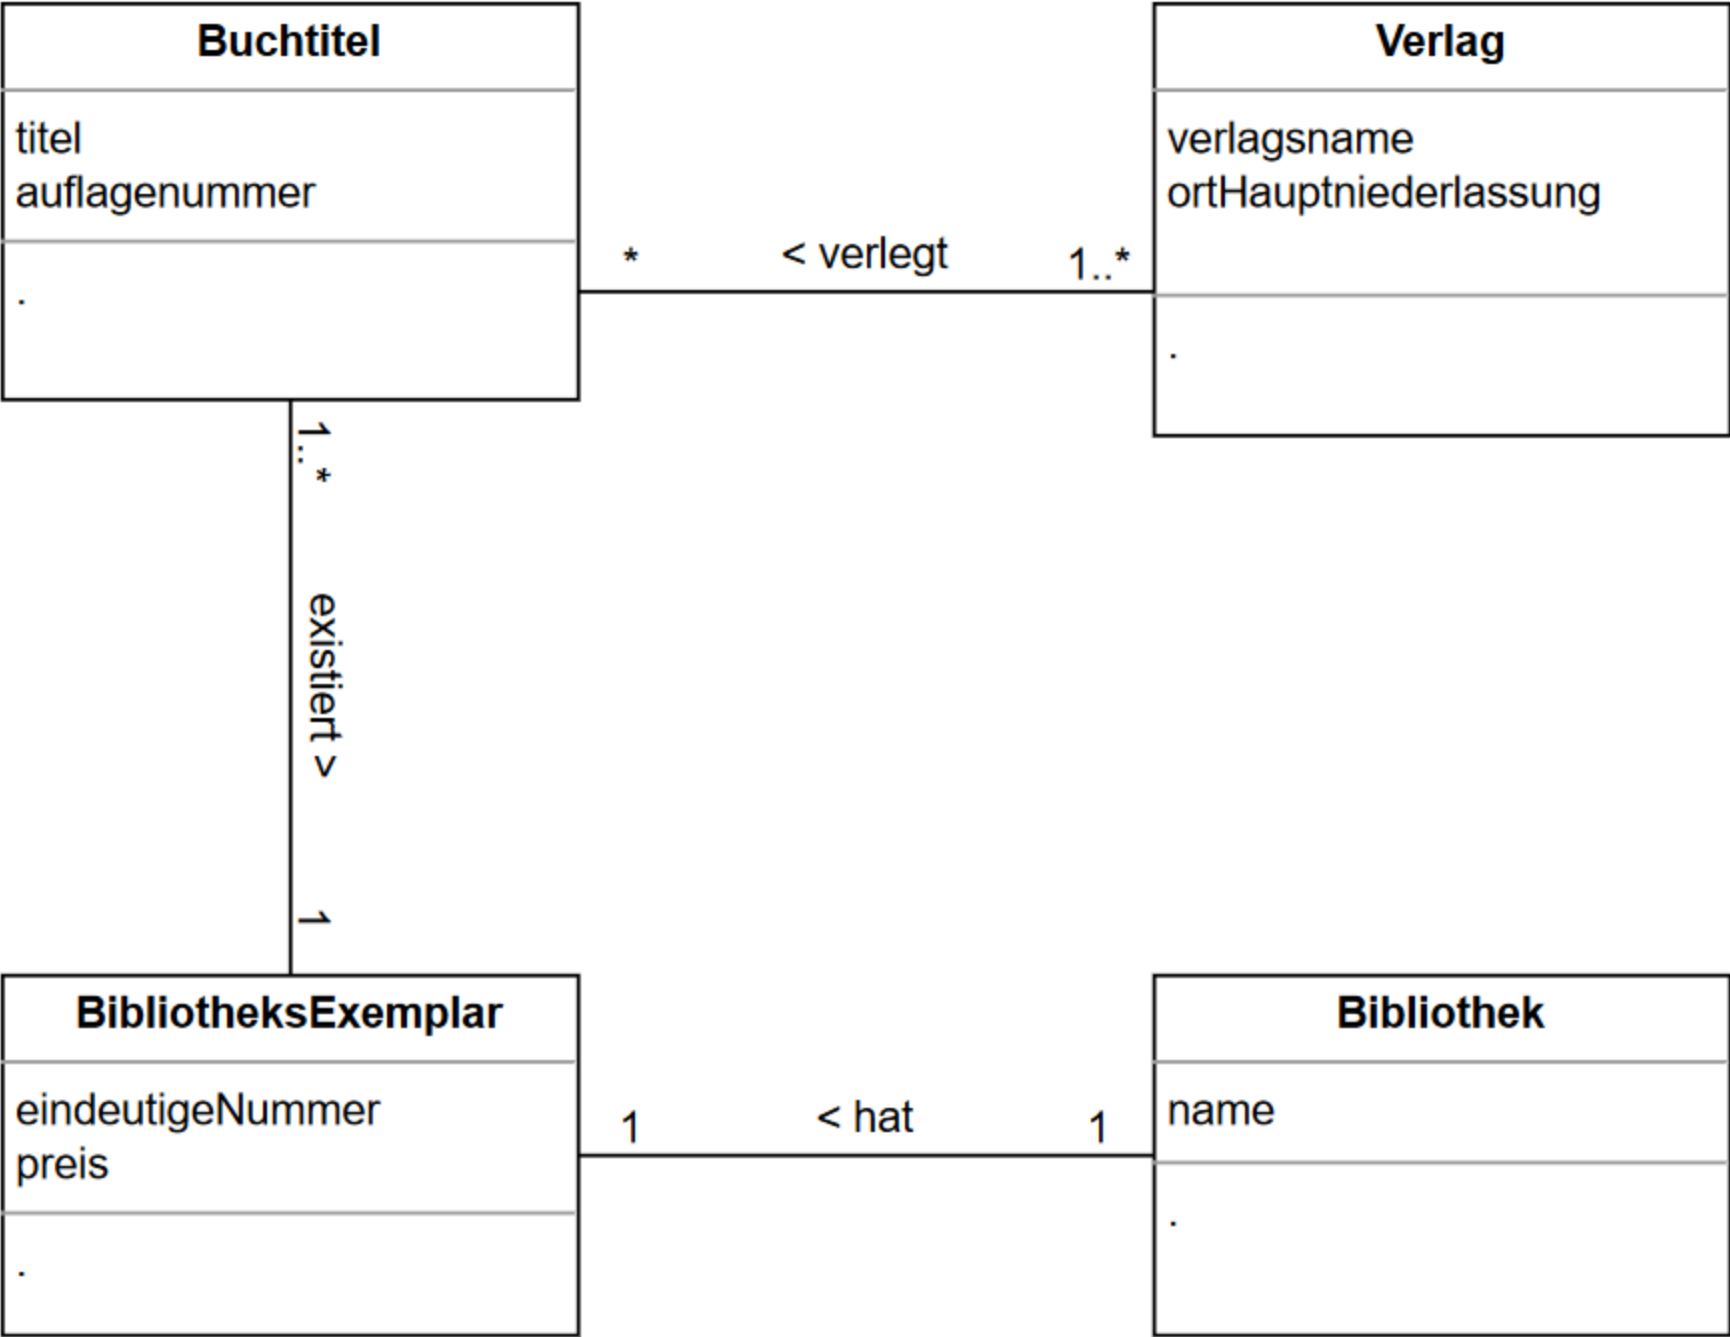 Buchtitel
titel
auflagenummer
.
* < verlegt 1..*
Verlag
verlagsname
ortHauptniederlassung
.
1..*
existiert >
1
BibliotheksExemplar
eindeutigeNummer
preis
.
1 < hat 1
Bibliothek
name
.